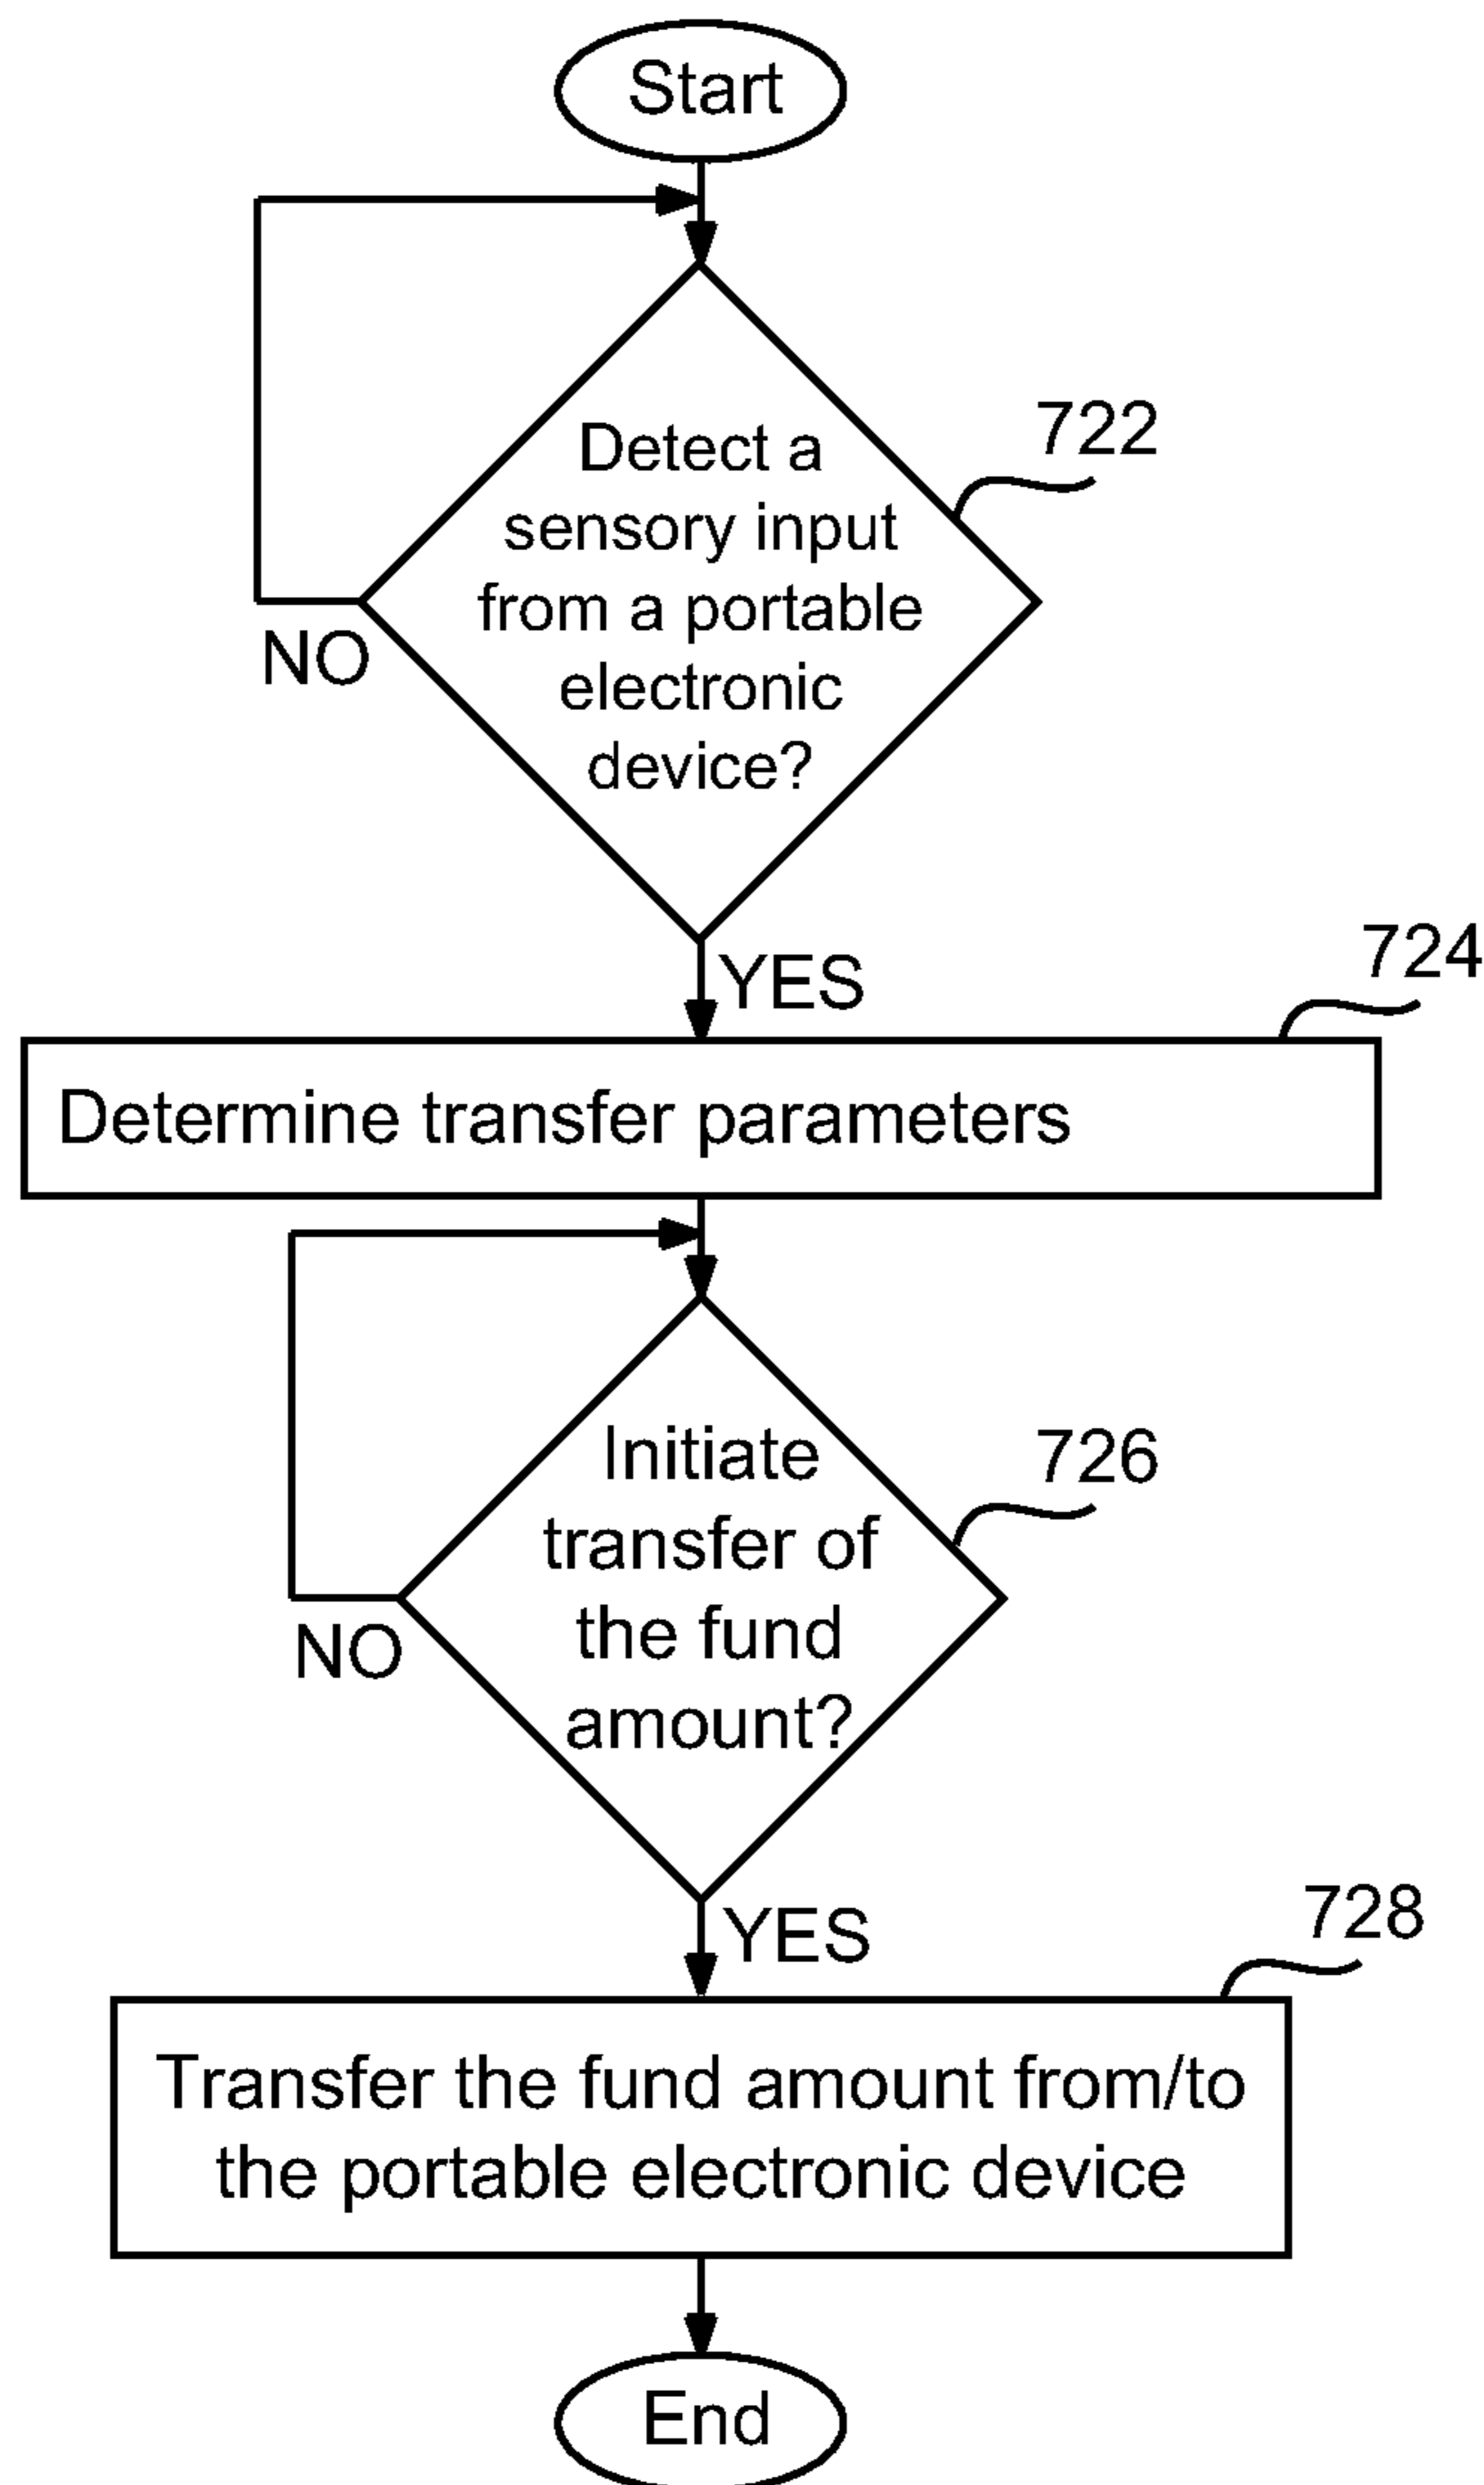 Start
722
Detect a
sensory input
from a portable
electronic
device?
NO
YES
724
Determine transfer parameters
726
Initiate
transfer of
the fund
amount?
NO
YES
728
Transfer the fund amount from/to
the portable electronic device
End